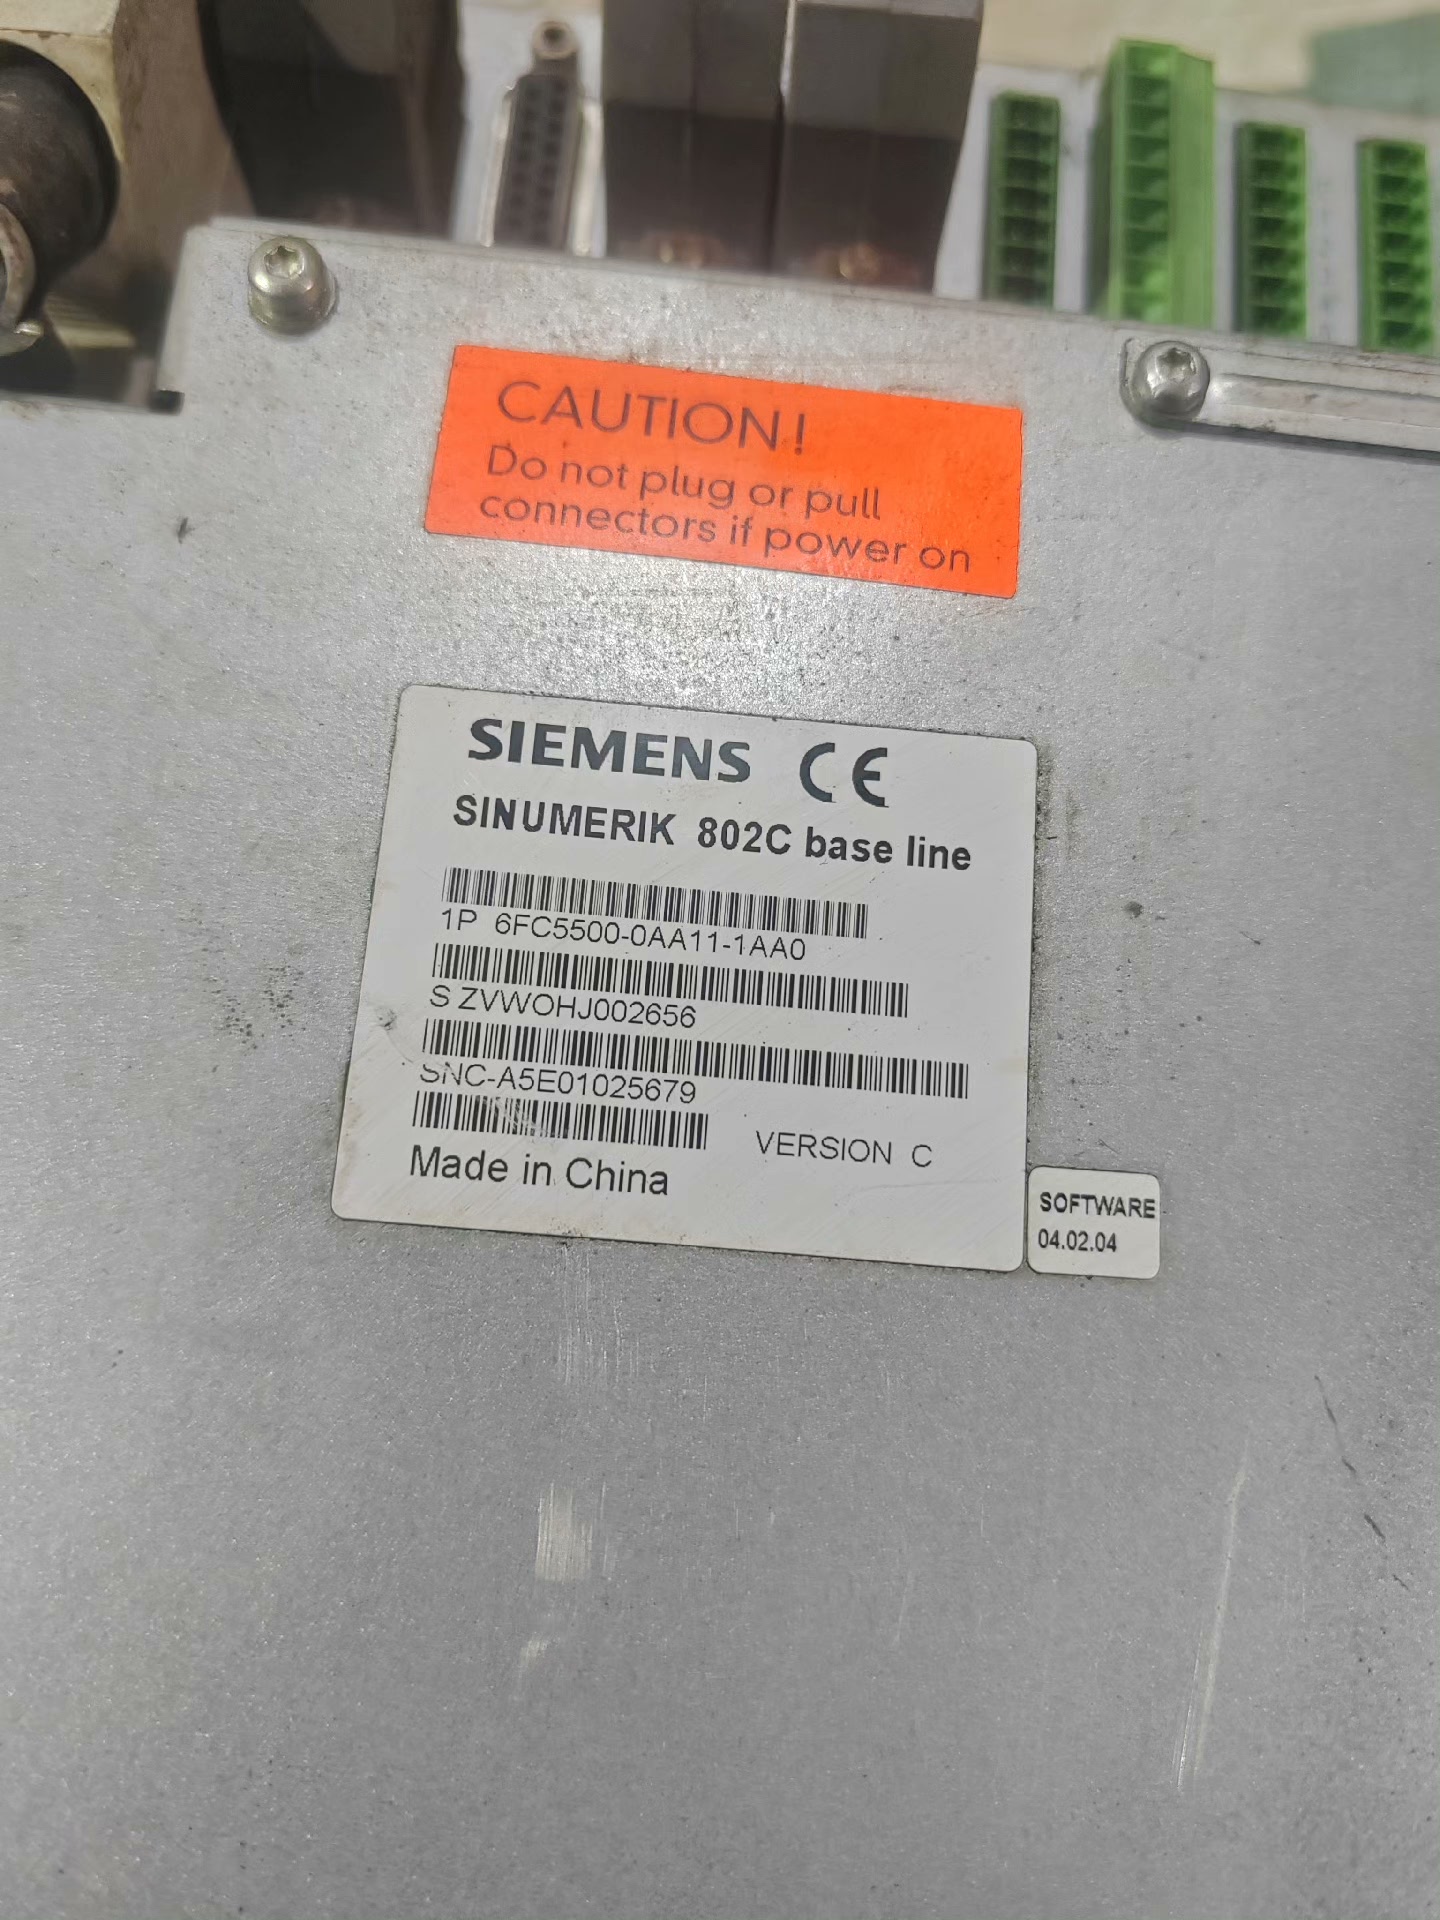 CAUTION!
Do not plug or pull
connectors if power on
SIEMENS CE
SINUMERIK 802C base line
1P 6FC5500-0AA11-1AA0
S ZVWOHJ002656
SNC-A5E01025679
VERSION C
Made in China
SOFTWARE
04.02.04